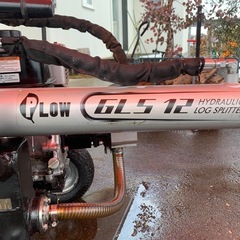 PLOW GLS 12 HYDRAULIC
LOG SPLITTER